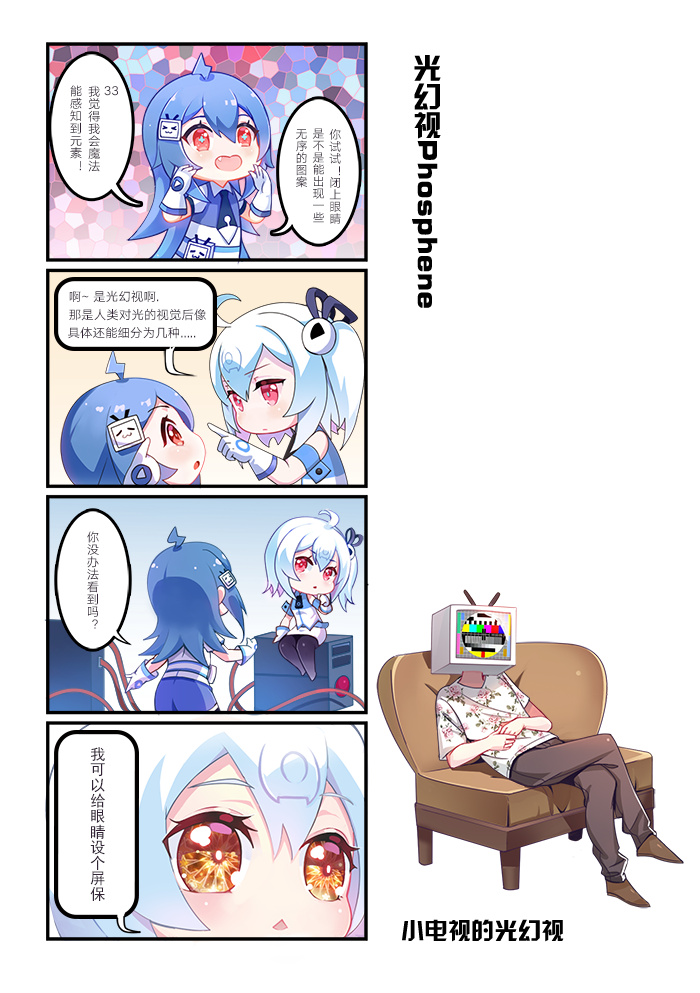 光幻视Phosphene
你试试！闭上眼睛
是不是能出现一些
无序的图案
33
我觉得我会魔法
能感知到元素！
啊~ 是光幻视啊.
那是人类对光的视觉后像
具体还能细分为几种.....
你没办法看到吗？
我可以给眼睛设个屏保
小电视的光幻视